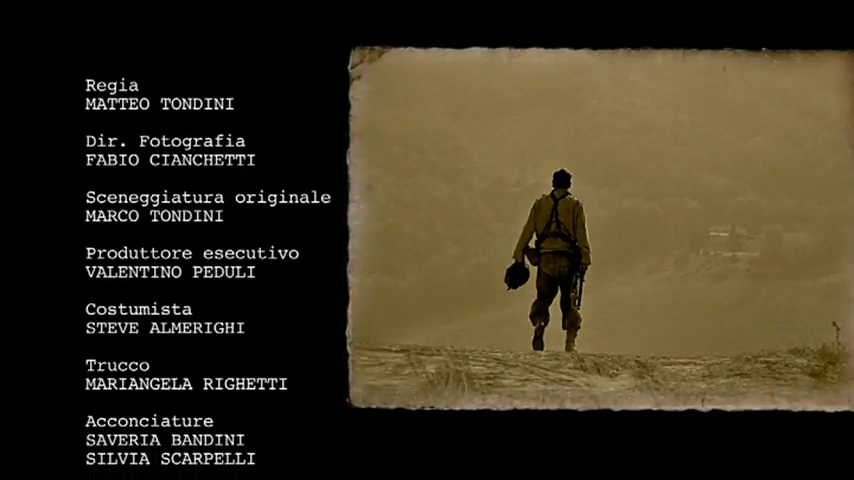 Regia
MATTEO TONDINI
Dir. Fotografia
FABIO CIANCHETTI
Sceneggiatura originale
MARCO TONDINI
Produttore esecutivo
VALENTINO PEDULI
Costumista
STEVE ALMERIGHI
Trucco
MARIANGELA RIGHETTI
Acconciature
SAVERIA BANDINI
SILVIA SCARPELLI